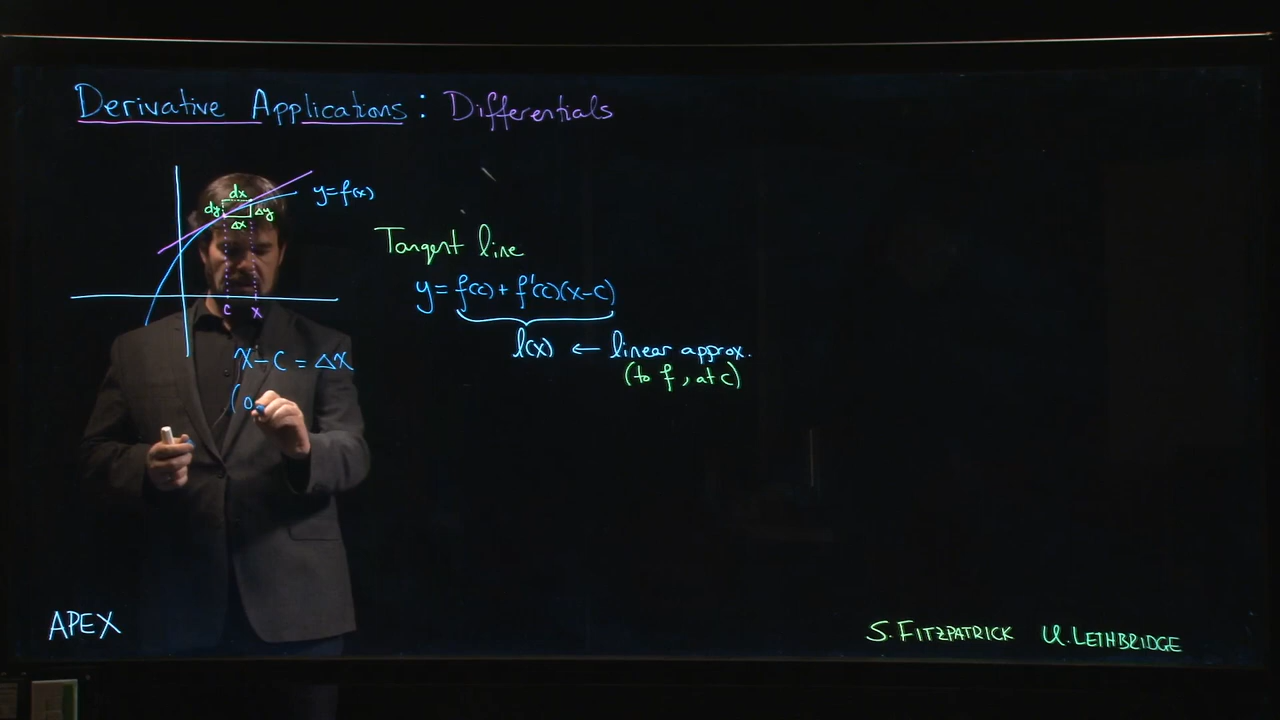 Derivative Applications: Differentials
y=f(x)
dx
dy
Δy
Δx
c x
Tangent line
y=f(c)+f'(c)(x-c)
l(x) ← linear approx.
(to f, at c)
x-c=Δx
(o
APEX
S. FITZPATRICK U. LETHBRIDGE